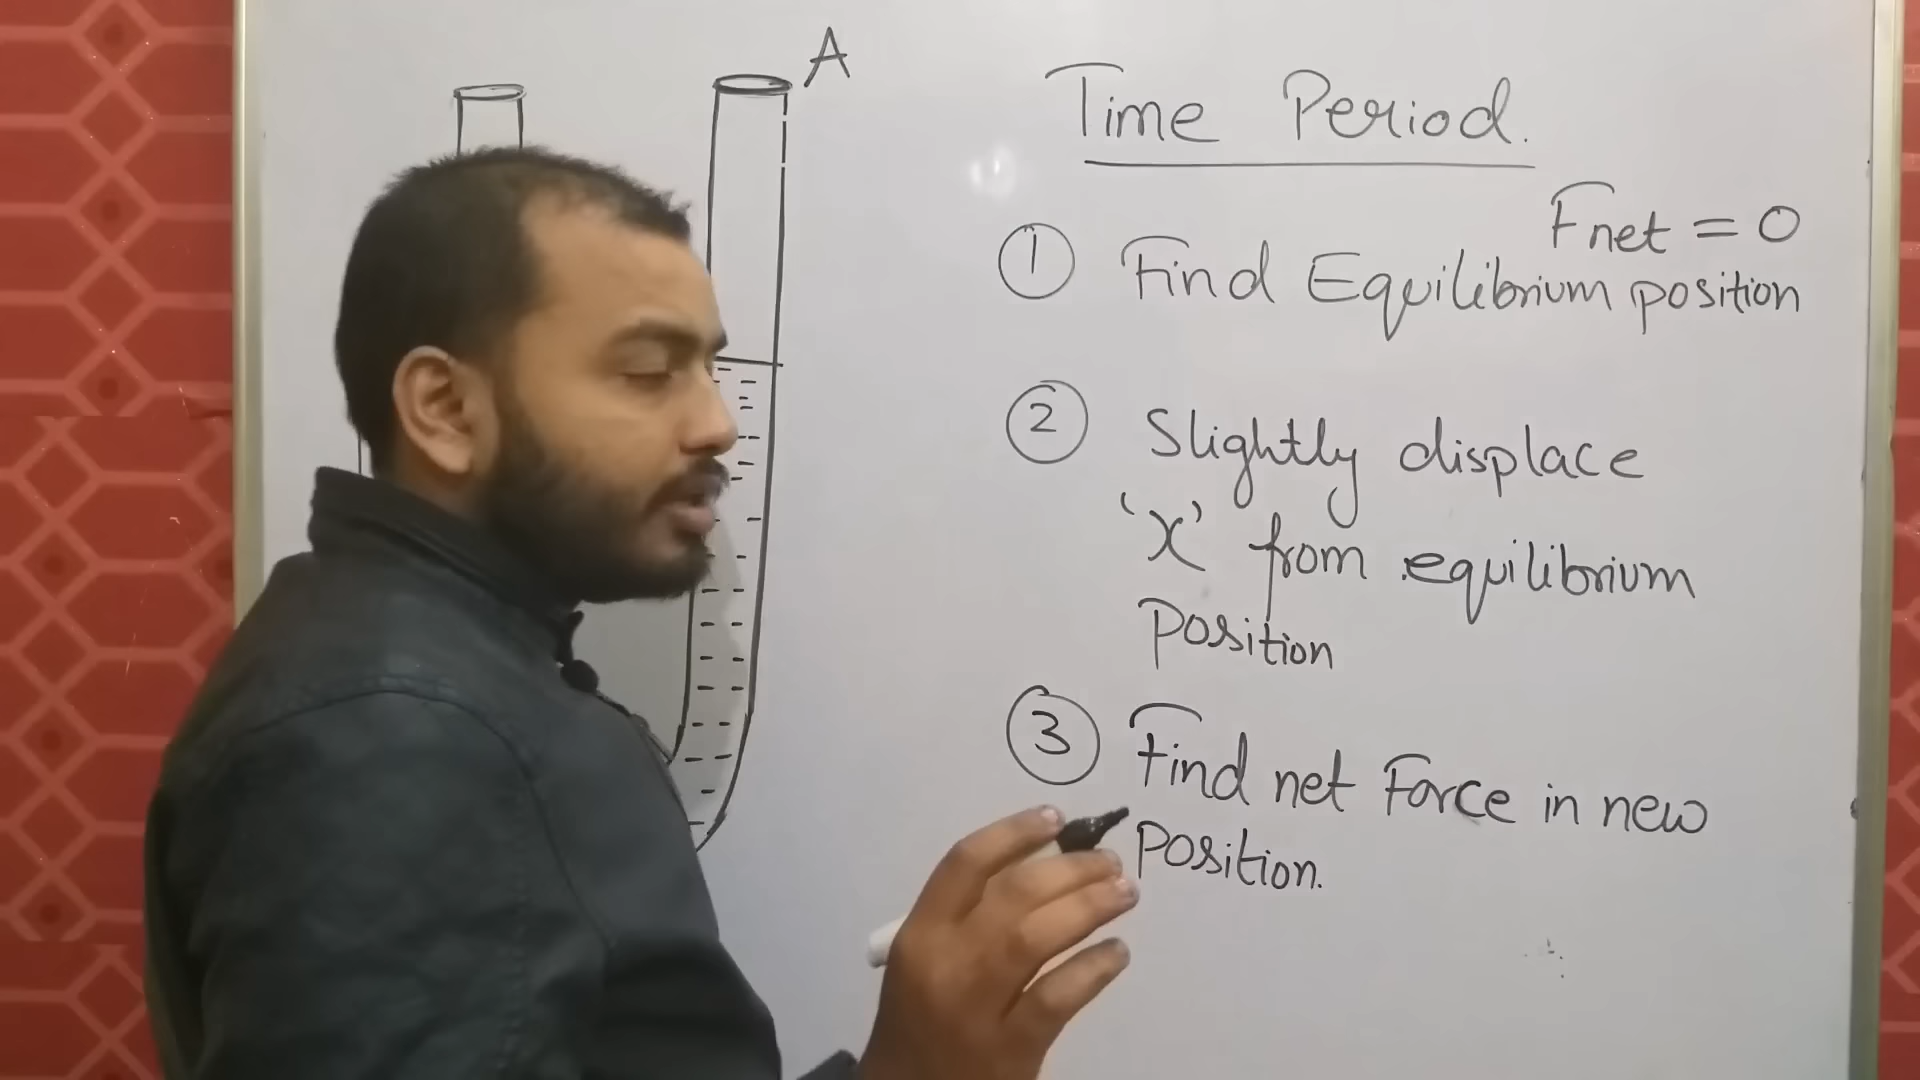 A
Time Period.
Fnet = 0
① Find Equilibrium position
② Slightly displace
'x' from equilibrium
Position
③ Find net Force in new
Position.